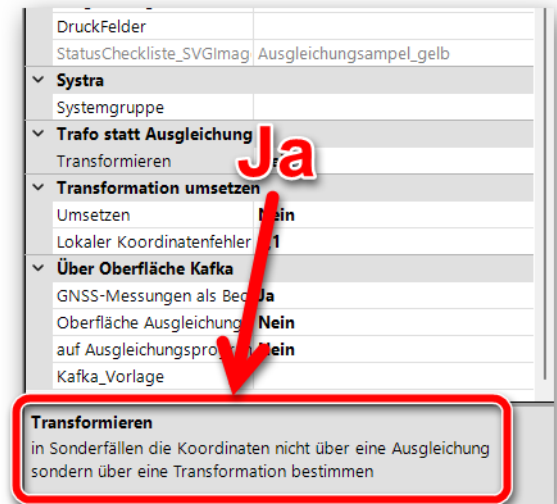 DruckFelder
StatusCheckliste_SVGImag Ausgleichungsampel_gelb
Systra
Systemgruppe
Trafo statt Ausgleichung
Transformieren
Ja
Transformation umsetzen
Umsetzen Nein
Lokaler Koordinatenfehler
Über Oberfläche Kafka
GNSS-Messungen als Beo Ja
Oberfläche Ausgleichung Nein
Nein
Kafka_Vorlage
Transformieren
in Sonderfällen die Koordinaten nicht über eine Ausgleichung
sondern über eine Transformation bestimmen